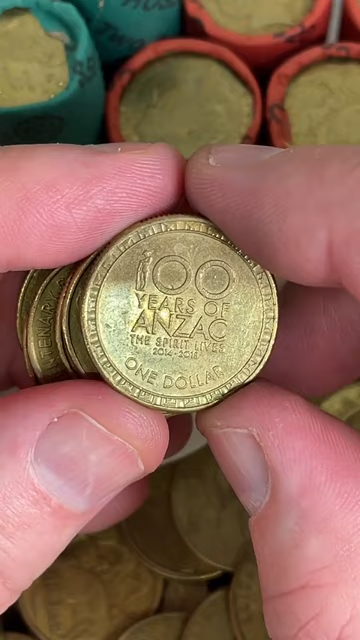 100
YEARS OF
ANZAC
THE SPIRIT LIVES
2014-2018
ONE DOLLAR